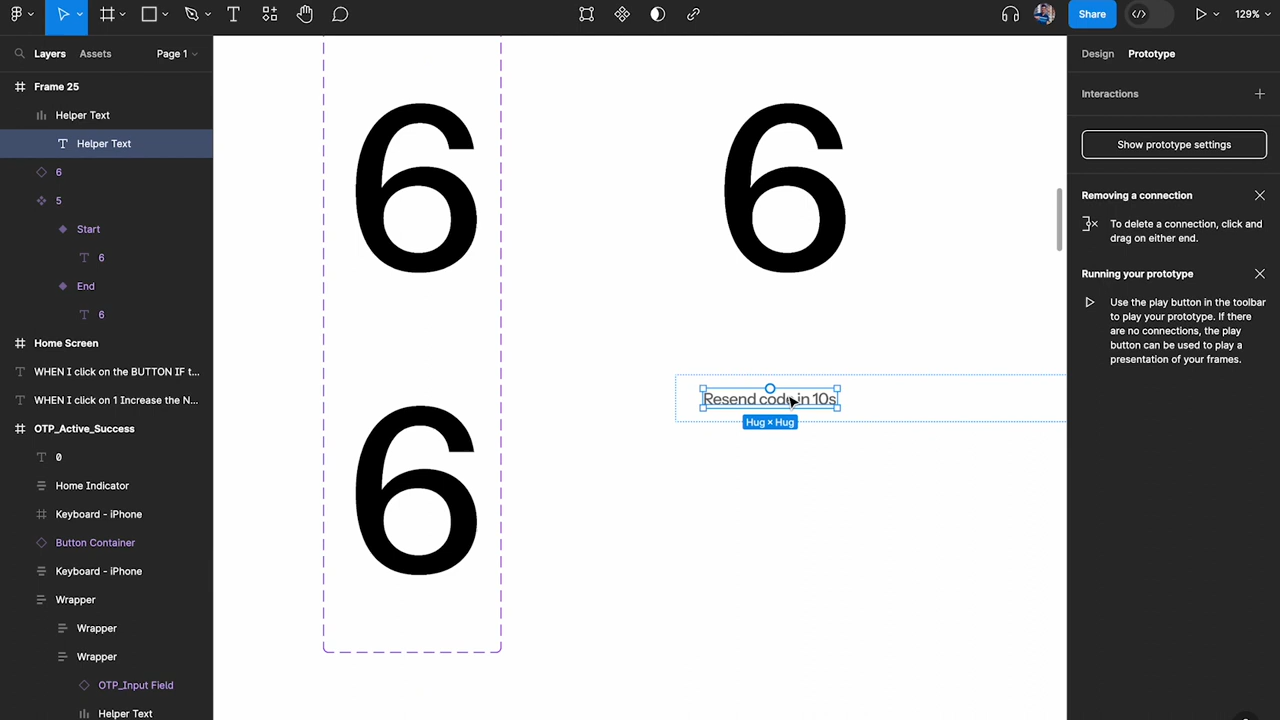 Share
129%
Layers
Assets
Page 1
Frame 25
Helper Text
Helper Text
6
5
Start
6
End
6
Home Screen
WHEN I click on the BUTTON IF t...
WHEN I click on 1 Increase the N...
OTP_Active_Success
0
Home Indicator
Keyboard - iPhone
Button Container
Keyboard - iPhone
Wrapper
Wrapper
Wrapper
OTP_Input Field
Helper Text
6
6
6
Resend code in 10s
Hug × Hug
Design
Prototype
Interactions
Show prototype settings
Removing a connection
To delete a connection, click and
drag on either end.
Running your prototype
Use the play button in the toolbar
to play your prototype. If there
are no connections, the play
button can be used to play a
presentation of your frames.